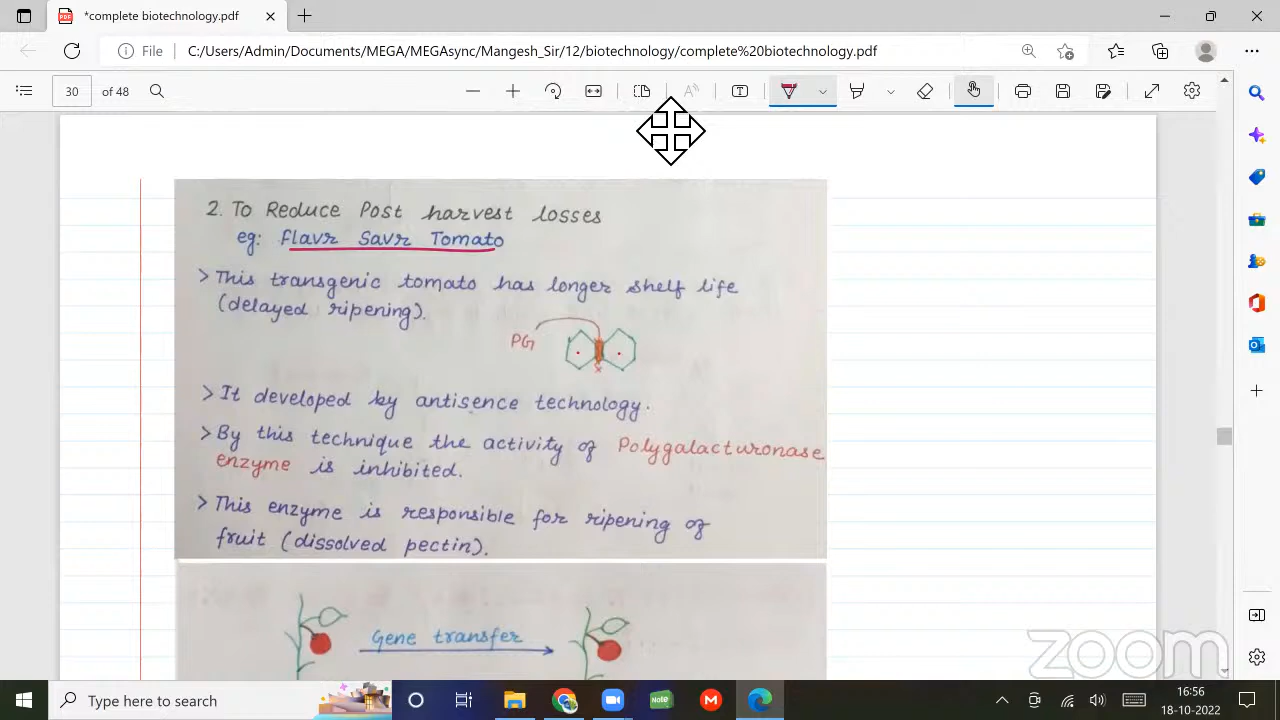 *complete biotechnology.pdf
File
C:/Users/Admin/Documents/MEGA/MEGAsync/Mangesh_Sir/12/biotechnology/complete%20biotechnology.pdf
30 of 48
2. To Reduce Post harvest losses
eg: Flavr Savr Tomato
> This transgenic tomato has longer shelf life
(delayed ripening).
PG
> It developed by antisence technology.
> By this technique the activity of Polygalacturonase
enzyme is inhibited.
> This enzyme is responsible for ripening of
fruit (dissolved pectin).
Gene transfer
zoom
Type here to search
Note
16:56
18-10-2022